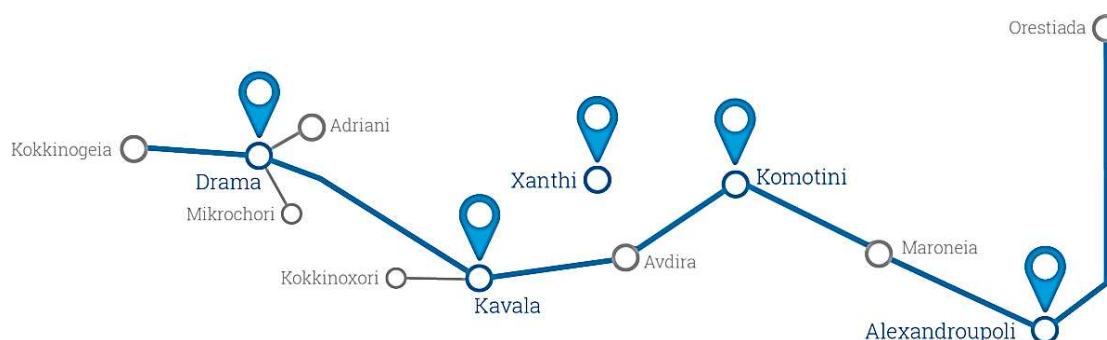 Orestiada
Adriani
Kokkinogeia
Drama
Xanthi
Komotini
Mikrochori
Maroneia
Avdira
Kokkinoxori
Kavala
Alexandroupoli